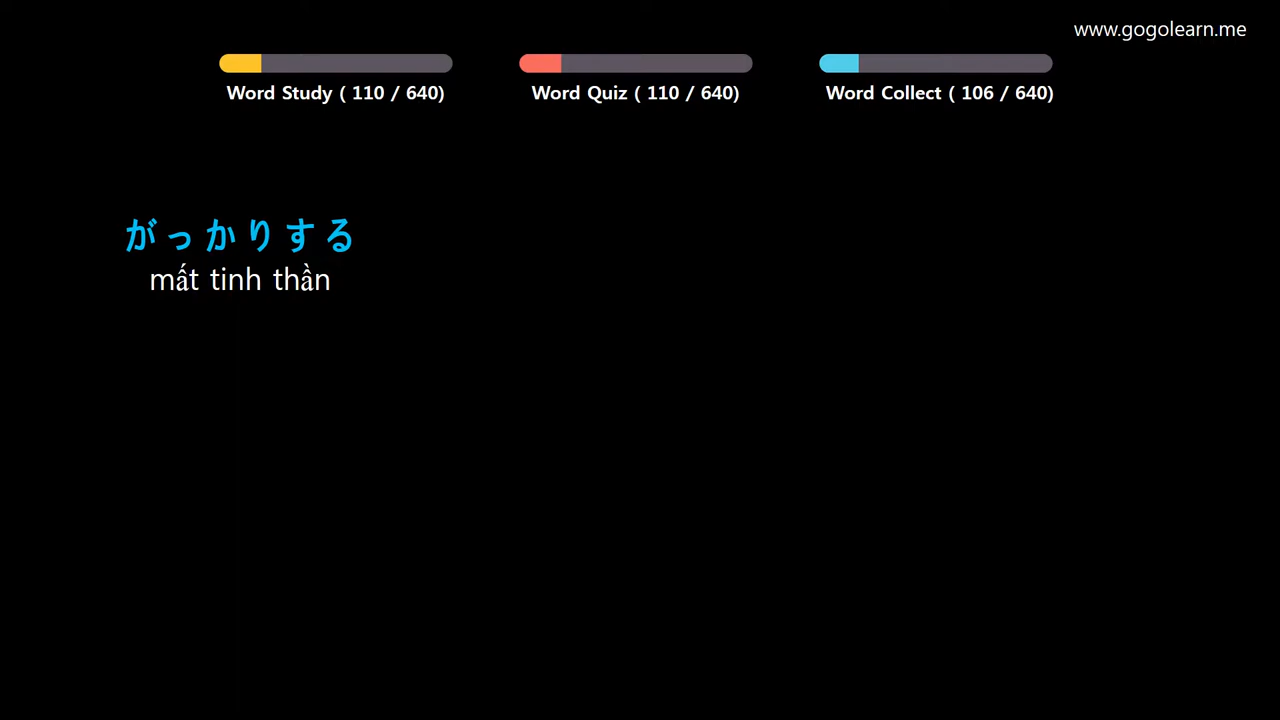 www.gogolearn.me
Word Study ( 110 / 640)
Word Quiz ( 110 / 640)
Word Collect ( 106 / 640)
がっかりする
mất tinh thần